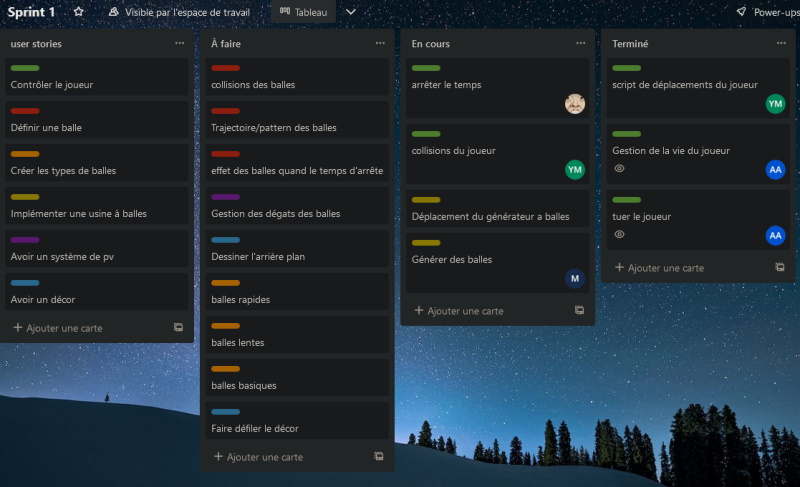 Sprint 1
Visible par l'espace de travail
Tableau
Power-ups
user stories
Contrôler le joueur
Définir une balle
Créer les types de balles
Implémenter une usine à balles
Avoir un système de pv
Avoir un décor
Ajouter une carte
À faire
collisions des balles
Trajectoire/pattern des balles
effet des balles quand le temps d'arrête
Gestion des dégats des balles
Dessiner l'arrière plan
balles rapides
balles lentes
balles basiques
Faire défiler le décor
Ajouter une carte
En cours
arrêter le temps
collisions du joueur
YM
Déplacement du générateur a balles
Générer des balles
M
Ajouter une carte
Terminé
script de déplacements du joueur
YM
Gestion de la vie du joueur
AA
tuer le joueur
AA
Ajouter une carte